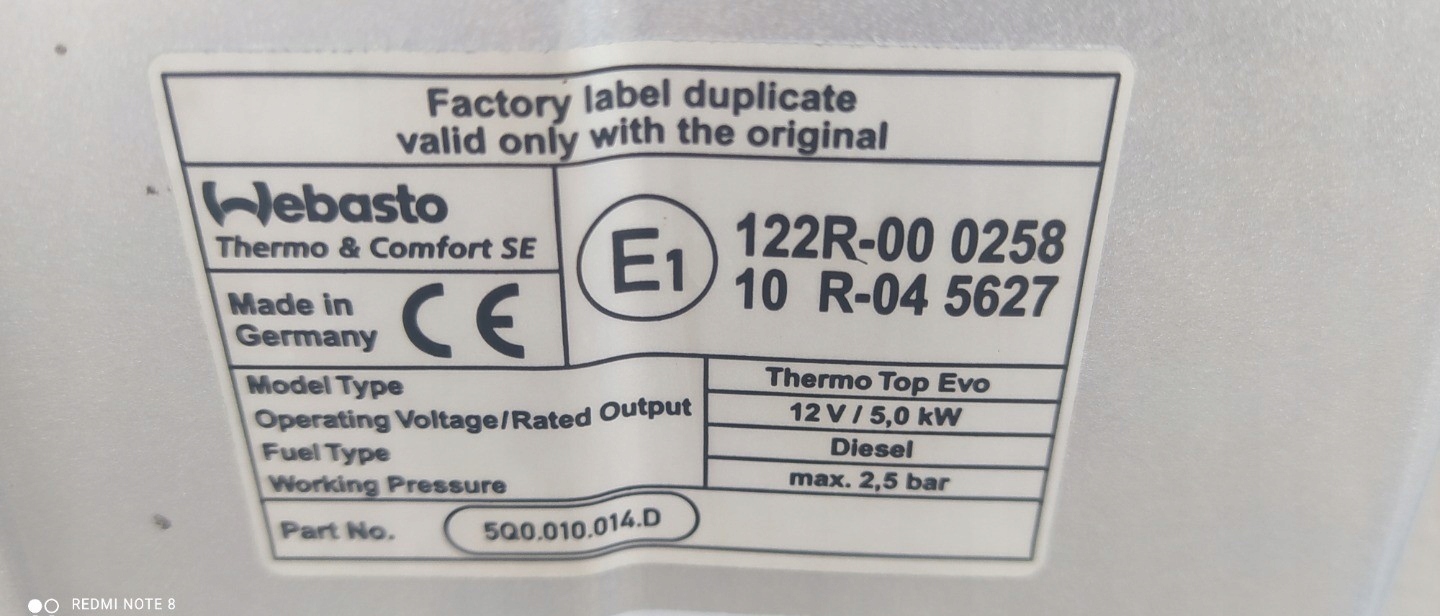 Factory label duplicate
valid only with the original
Webasto
Thermo & Comfort SE
Made in
Germany
CE
E1
122R-00 0258
10 R-04 5627
Model Type
Thermo Top Evo
Operating Voltage/Rated Output
12 V / 5,0 kW
Fuel Type
Diesel
Working Pressure
max. 2,5 bar
Part No.
5Q0.010.014.D
REDMI NOTE 8